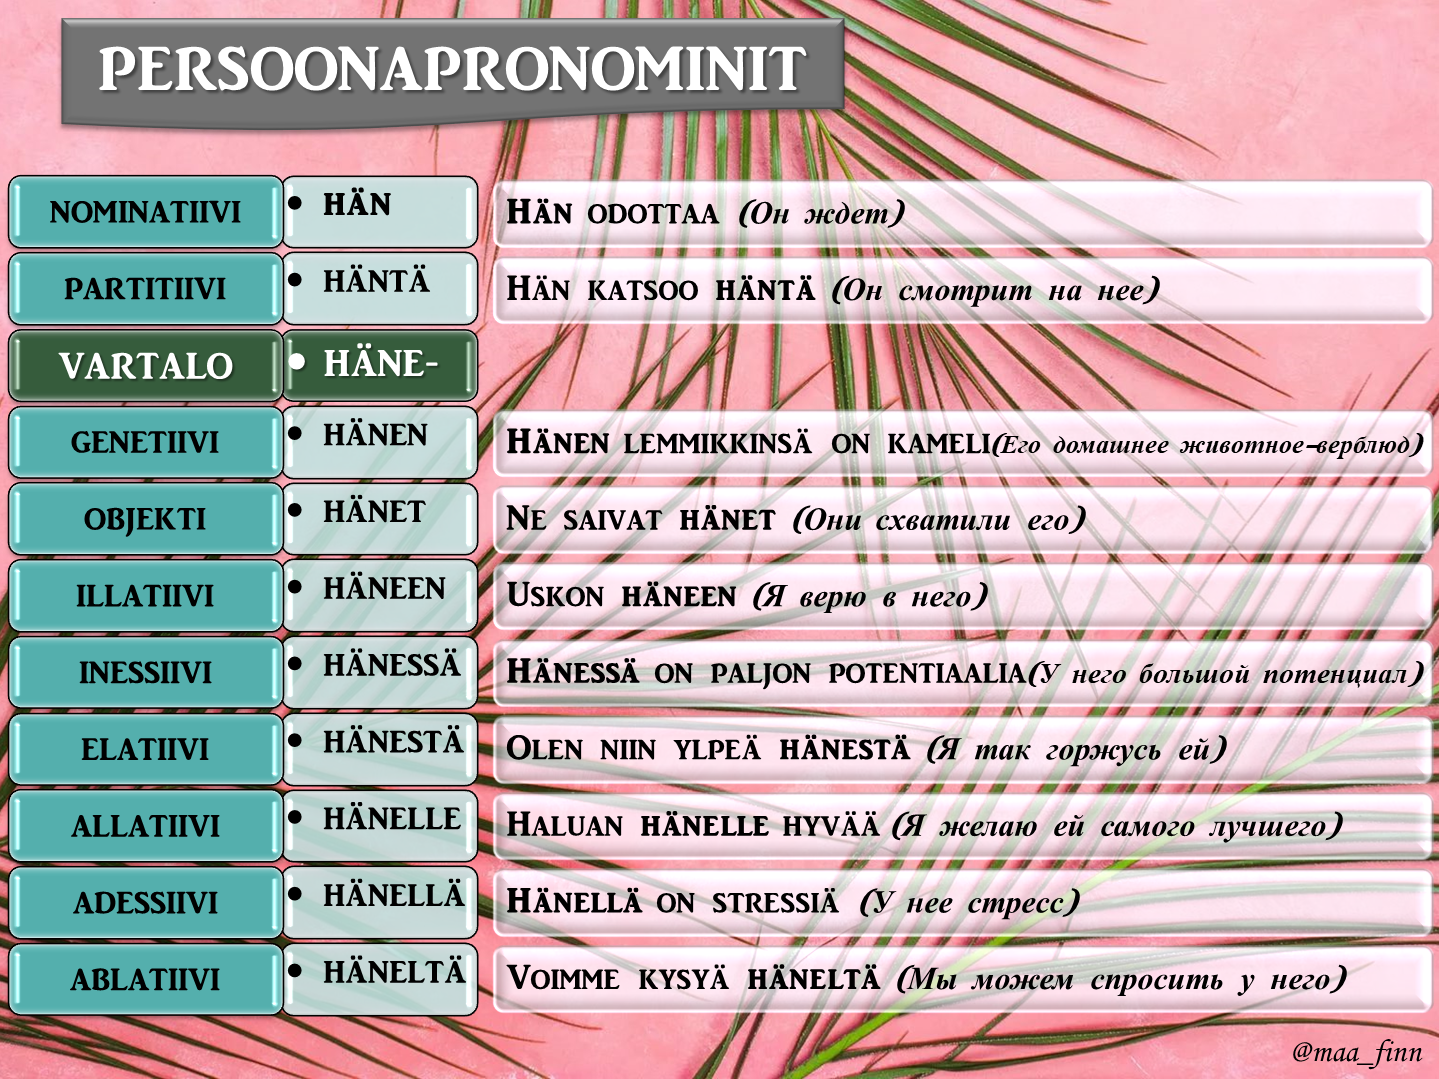 PERSOONAPRONOMINIT
NOMINATIIVI • HÄN HÄN ODOTTAA (Он ждет)
PARTITIIVI • HÄNTÄ HÄN KATSOO HÄNTÄ (Он смотрит на нее)
VARTALO • HÄNE-
GENETIIVI • HÄNEN HÄNEN LEMMIKKINSÄ ON KAMELI(Его домашнее животное-верблюд)
OBJEKTI • HÄNET NE SAIVAT HÄNET (Они схватили его)
ILLATIIVI • HÄNEEN USKON HÄNEEN (Я верю в него)
INESSIIVI • HÄNESSÄ HÄNESSÄ ON PALJON POTENTIAALIA(У него большой потенциал)
ELATIIVI • HÄNESTÄ OLEN NIIN YLPEÄ HÄNESTÄ (Я так горжусь ей)
ALLATIIVI • HÄNELLE HALUAN HÄNELLE HYVÄÄ (Я желаю ей самого лучшего)
ADESSIIVI • HÄNELLÄ HÄNELLÄ ON STRESSIÄ (У нее стресс)
ABLATIIVI • HÄNELTÄ VOIMME KYSYÄ HÄNELTÄ (Мы можем спросить у него)
@maa_finn